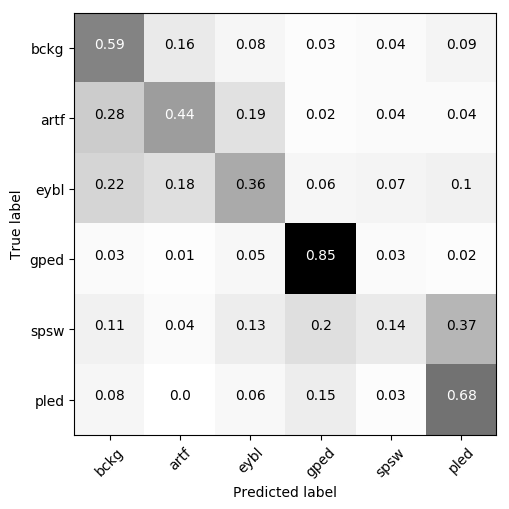 bckg 0.59 0.16 0.08 0.03 0.04 0.09
artf 0.28 0.44 0.19 0.02 0.04 0.04
eybl 0.22 0.18 0.36 0.06 0.07 0.1
gped 0.03 0.01 0.05 0.85 0.03 0.02
spsw 0.11 0.04 0.13 0.2 0.14 0.37
pled 0.08 0.0 0.06 0.15 0.03 0.68
bckg artf eybl gped spsw pled
True label
Predicted label